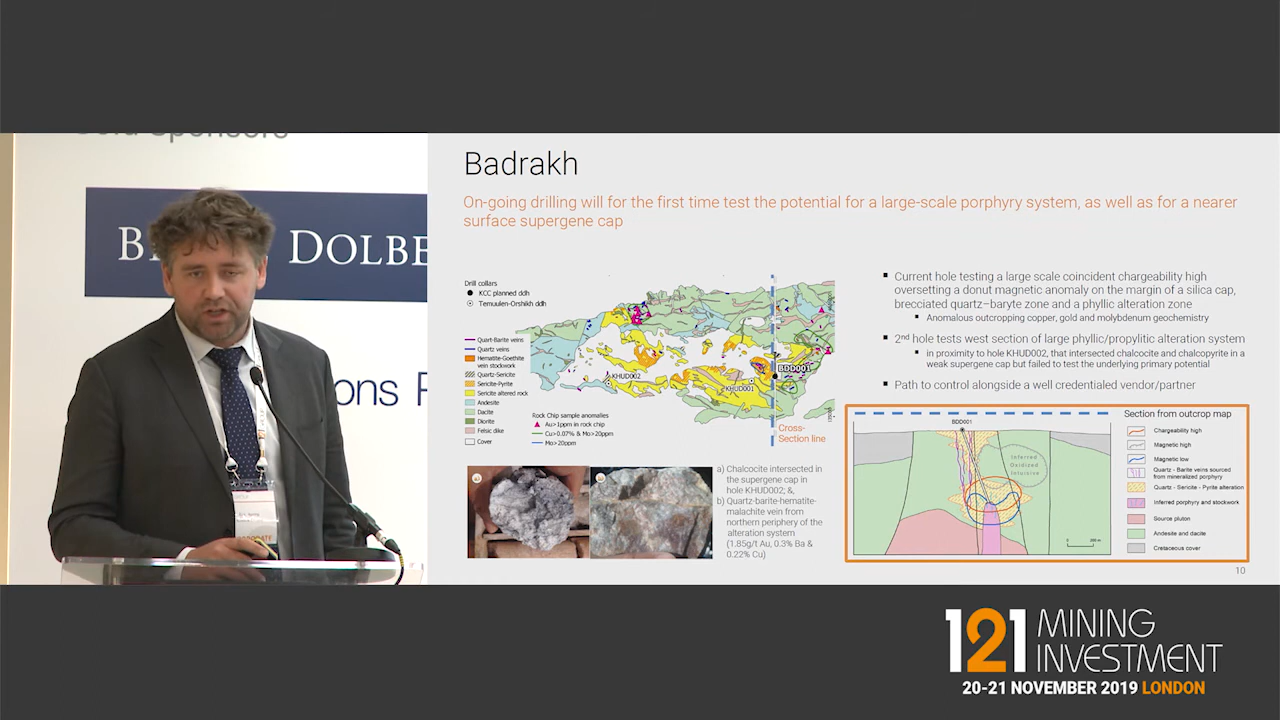 Gold Sponsors
DOLBE
ons
Badrakh
On-going drilling will for the first time test the potential for a large-scale porphyry system, as well as for a nearer
surface supergene cap
Drill collars
KCC planned ddh
Temuulen-Orshikh ddh
Quart-Barite veins
Quartz veins
Hematite-Goethite
vein stockwork
Quartz-Sericite
Sericite-Pyrite
Sericite altered rock
Andesite
Dacite
Diorite
Felsic dike
Cover
Rock Chip sample anomalies
Au>1ppm in rock chip
Cu>0.07% & Mo>20ppm
Mo>20ppm
KHUD002
KHUD001
BDD001
Cross-
Section line
a) Chalcocite intersected in
the supergene cap in
hole KHUD002; &,
b) Quartz-barite-hematite-
malachite vein from
northern periphery of the
alteration system
(1.85g/t Au, 0.3% Ba &
0.22% Cu)
▪ Current hole testing a large scale coincident chargeability high
oversetting a donut magnetic anomaly on the margin of a silica cap,
brecciated quartz–baryte zone and a phyllic alteration zone
▪ Anomalous outcropping copper, gold and molybdenum geochemistry
▪ 2nd hole tests west section of large phyllic/propylitic alteration system
▪ in proximity to hole KHUD002, that intersected chalcocite and chalcopyrite in a
weak supergene cap but failed to test the underlying primary potential
▪ Path to control alongside a well credentialed vendor/partner
Section from outcrop map
BDD001
Inferred
Oxidized
Intrusive
Chargeability high
Magnetic high
Magnetic low
Quartz - Barite veins sourced
from mineralized porphyry
Quartz - Sericite - Pyrite alteration
Inferred porphyry and stockwork
Source pluton
Andesite and dacite
Cretaceous cover
10
121 MINING
INVESTMENT
20-21 NOVEMBER 2019 LONDON